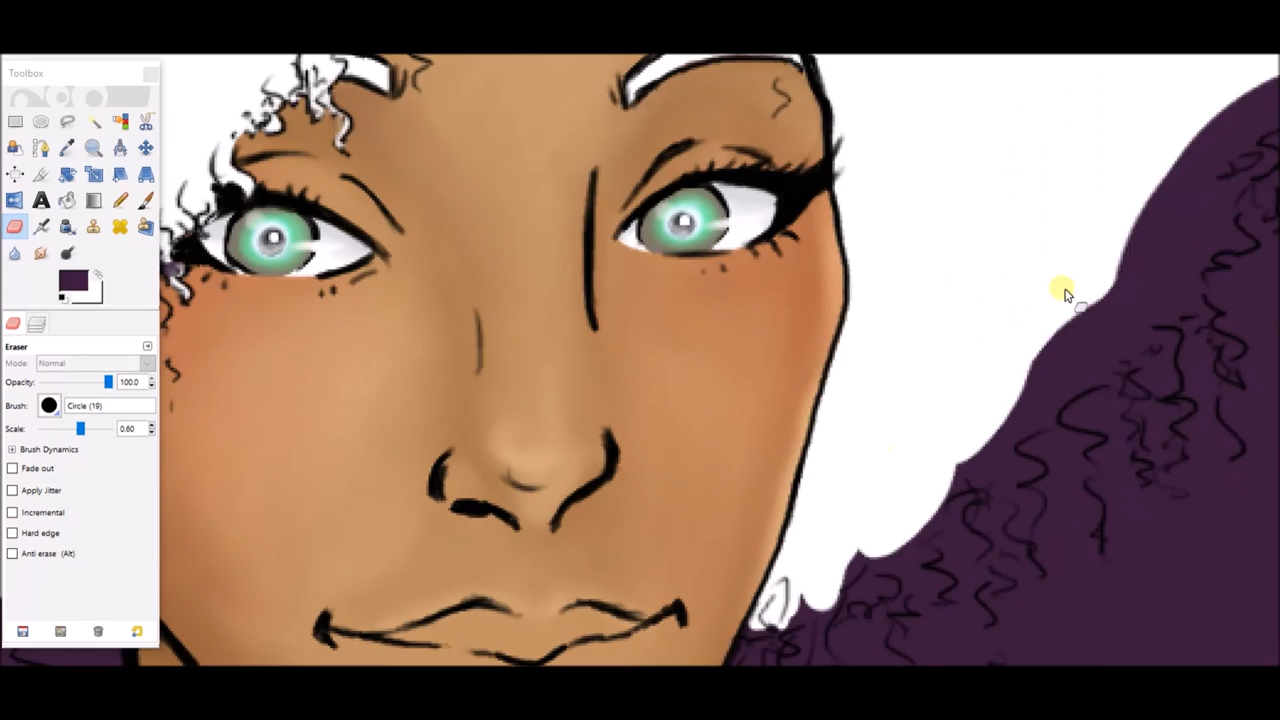 Toolbox
Eraser
Mode: Normal
Opacity: 100.0
Brush: Circle (19)
Scale: 0.60
Brush Dynamics
Fade out
Apply Jitter
Incremental
Hard edge
Anti erase (Alt)